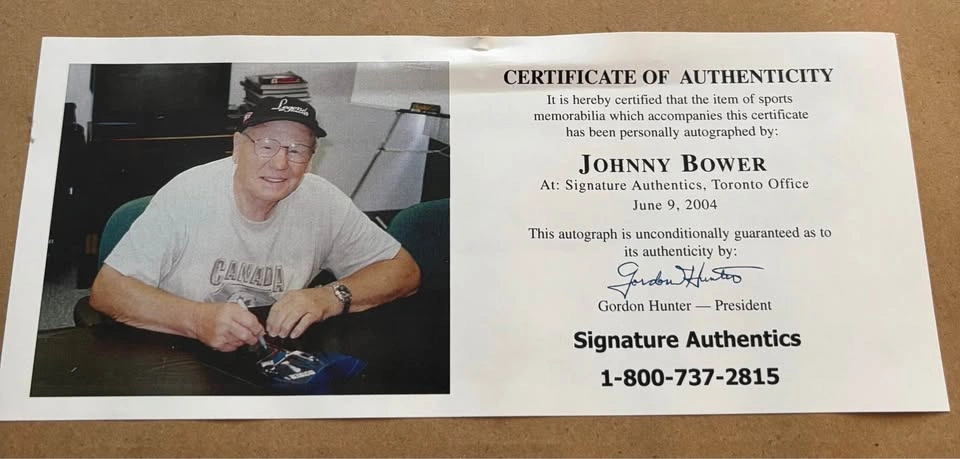 Legends
CANADA
CERTIFICATE OF AUTHENTICITY
It is hereby certified that the item of sports
memorabilia which accompanies this certificate
has been personally autographed by:
JOHNNY BOWER
At: Signature Authentics, Toronto Office
June 9, 2004
This autograph is unconditionally guaranteed as to
its authenticity by:
Gordon Hunter
Gordon Hunter — President
Signature Authentics
1-800-737-2815